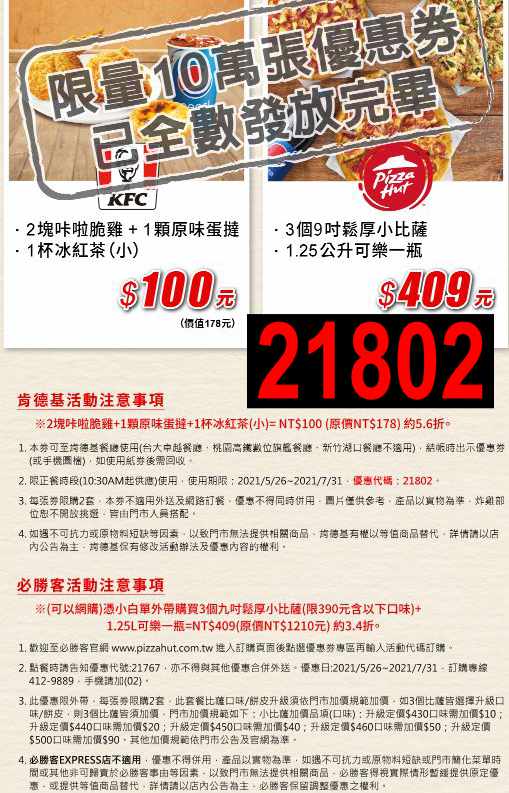 限量10萬張優惠券
已全數發放完畢
KFC
Pizza
Hut
· 2塊咔啦脆雞 + 1顆原味蛋撻
· 1杯冰紅茶(小)
$100元
(價值178元)
· 3個9吋鬆厚小比薩
· 1.25公升可樂一瓶
$409元
21802
肯德基活動注意事項
※2塊咔啦脆雞+1顆原味蛋撻+1杯冰紅茶(小)= NT$100 (原價NT$178) 約5.6折。
1. 本券可至肯德基餐廳使用(台大卓越餐廳、桃園高鐵數位旗艦餐廳、新竹湖口餐廳不適用)，結帳時出示優惠券
(或手機圖檔)，如使用紙券後需回收。
2. 限正餐時段(10:30AM起供應)使用，使用期限：2021/5/26~2021/7/31，優惠代碼：21802。
3. 每張券限購2套，本券不適用外送及網路訂餐，優惠不得同時併用，圖片僅供參考，產品以實物為準，炸雞部
位恕不開放挑選，皆由門市人員搭配。
4. 如遇不可抗力或原物料短缺等因素，以致門市無法提供相關商品，肯德基有權以等值商品替代，詳情請以店
內公告為主，肯德基保有修改活動辦法及優惠內容的權利。
必勝客活動注意事項
※(可以網購)憑小白單外帶購買3個九吋鬆厚小比薩(限390元含以下口味)+
1.25L可樂一瓶=NT$409(原價NT$1210元) 約3.4折。
1. 歡迎至必勝客官網 www.pizzahut.com.tw 進入訂購頁面後點選優惠券專區再輸入活動代碼訂購。
2. 點餐時請告知優惠代號:21767，亦不得與其他優惠合併外送。優惠日:2021/5/26~2021/7/31，訂購專線
412-9889，手機請加(02)。
3. 此優惠限外帶，每張券限購2套，此套餐比薩口味/餅皮升級須依門市加價規範加價，如3個比薩皆選擇升級口
味/餅皮，則3個比薩皆須加價，門市加價規範如下；小比薩加價品項(口味)：升級定價$430口味需加價$10；
升級定價$440口味需加價$20；升級定價$450口味需加價$40；升級定價$460口味需加價$50；升級定價
$500口味需加價$90，其他加價規範依門市公告及官網為準。
4. 必勝客EXPRESS店不適用，優惠不得併用，產品以實物為準，如遇不可抗力或原物料短缺或門市簡化菜單時
間或其他非可歸責於必勝客事由等因素，以致門市無法提供相關商品，必勝客得視實際情形暫緩提供原定優
惠，或提供等值商品替代，詳情請以店內公告為主，必勝客保留調整優惠之權利。